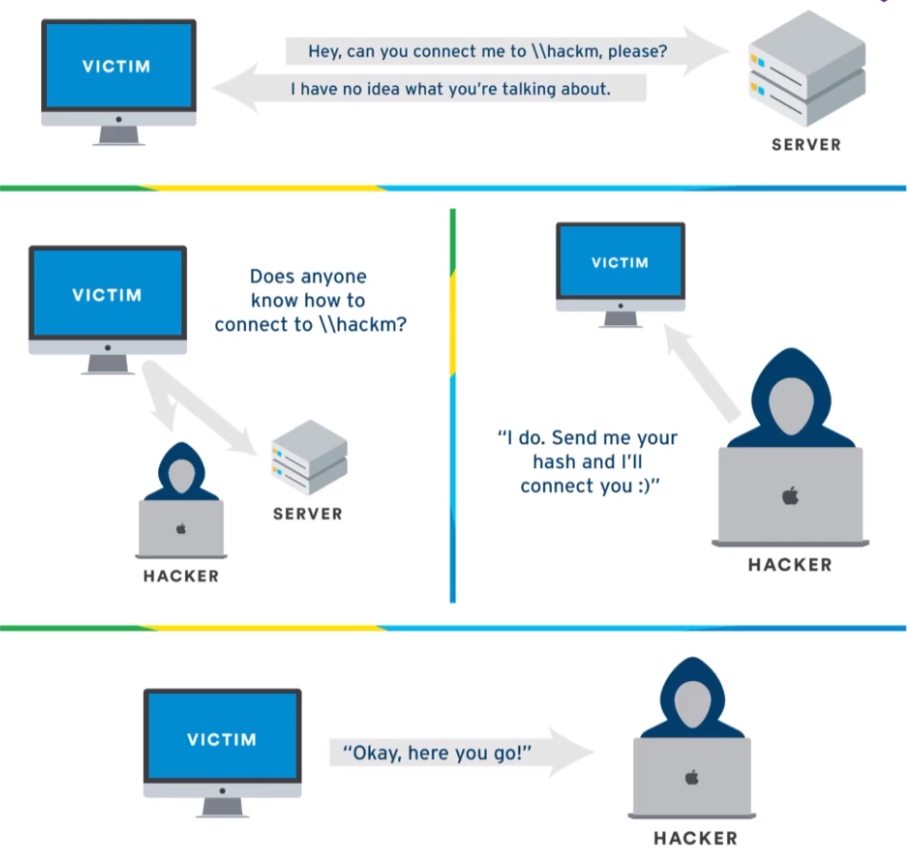 VICTIM
Hey, can you connect me to \\hackm, please?
I have no idea what you're talking about.
SERVER
VICTIM
Does anyone
know how to
connect to \\hackm?
SERVER
HACKER
VICTIM
“I do. Send me your
hash and I'll
connect you :)”
HACKER
VICTIM
“Okay, here you go!”
HACKER